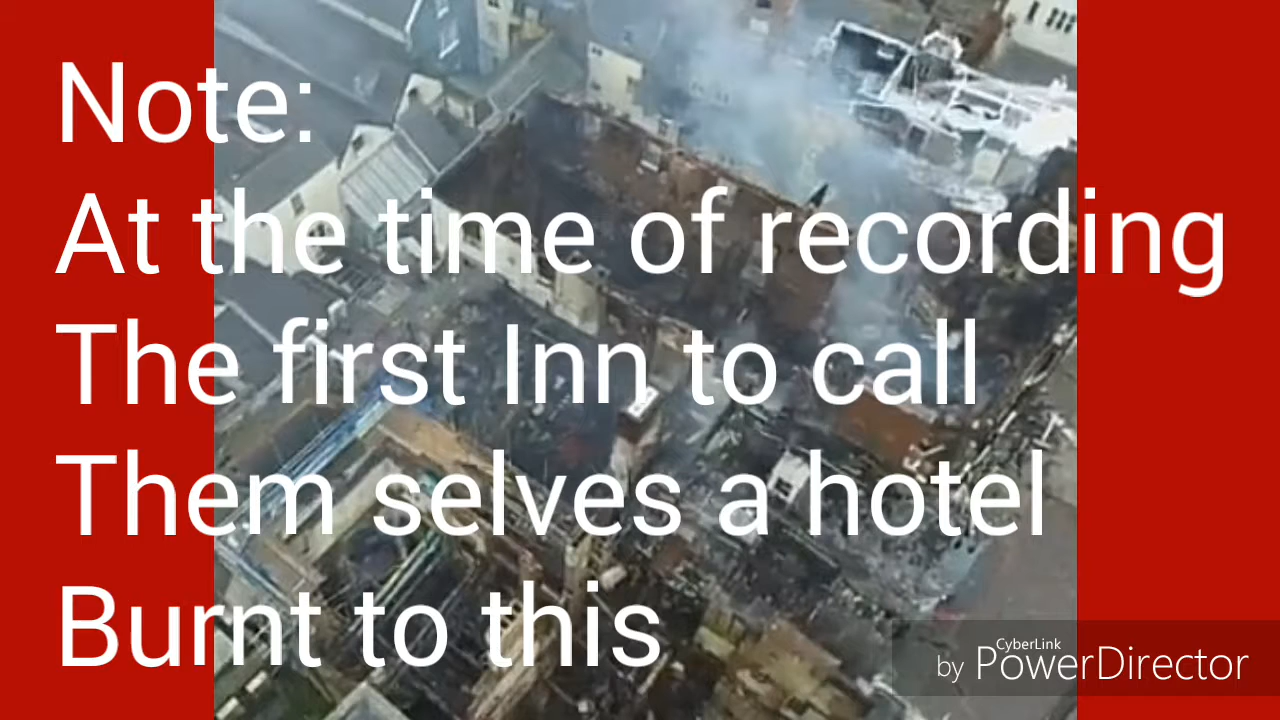 Note:
At the time of recording
The first Inn to call
Them selves a hotel
Burnt to this
CyberLink
by PowerDirector